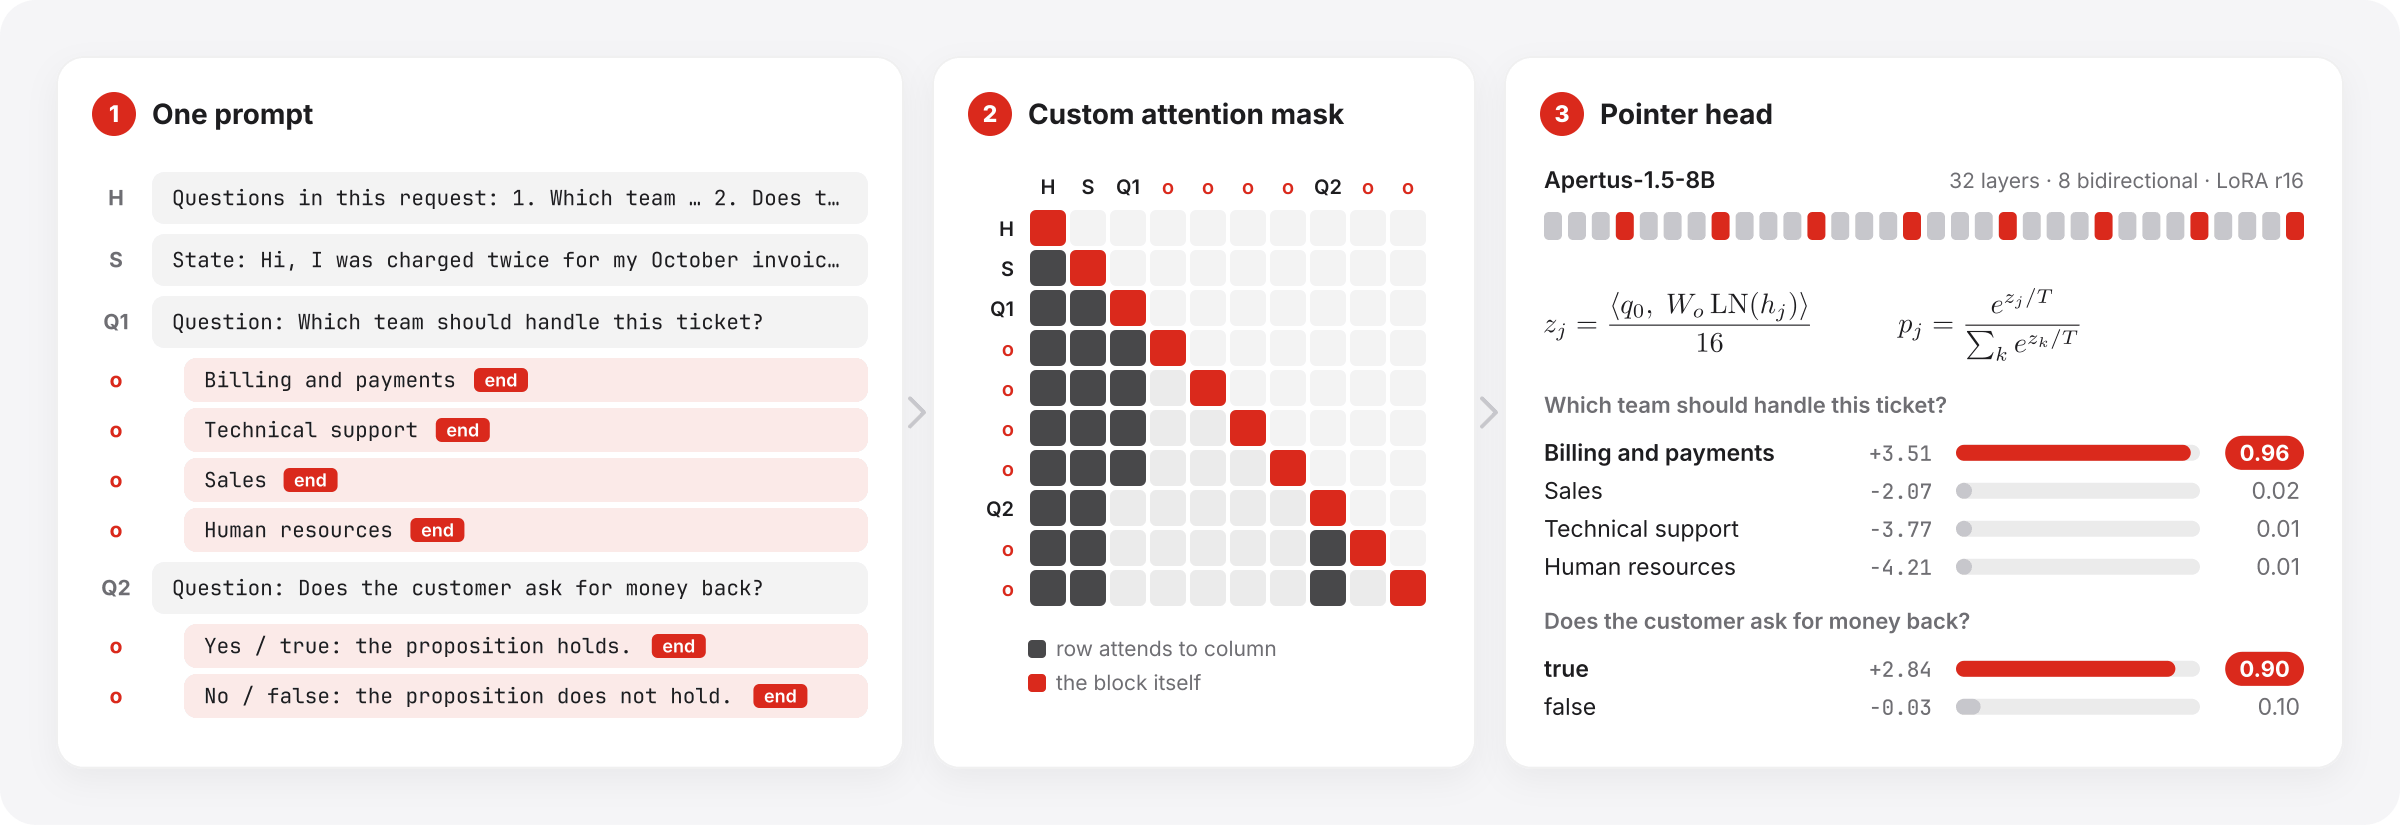 1 One prompt
H Questions in this request: 1. Which team … 2. Does t…
S State: Hi, I was charged twice for my October invoic…
Q1 Question: Which team should handle this ticket?
o Billing and payments end
o Technical support end
o Sales end
o Human resources end
Q2 Question: Does the customer ask for money back?
o Yes / true: the proposition holds. end
o No / false: the proposition does not hold. end
2 Custom attention mask
H S Q1 o o o o Q2 o o
H
S
Q1
o
o
o
o
Q2
o
o
row attends to column
the block itself
3 Pointer head
Apertus-1.5-8B 32 layers · 8 bidirectional · LoRA r16
z_j = ⟨q_0, W_o LN(h_j)⟩ / 16 p_j = e^{z_j/T} / ∑_k e^{z_k/T}
Which team should handle this ticket?
Billing and payments +3.51 0.96
Sales -2.07 0.02
Technical support -3.77 0.01
Human resources -4.21 0.01
Does the customer ask for money back?
true +2.84 0.90
false -0.03 0.10